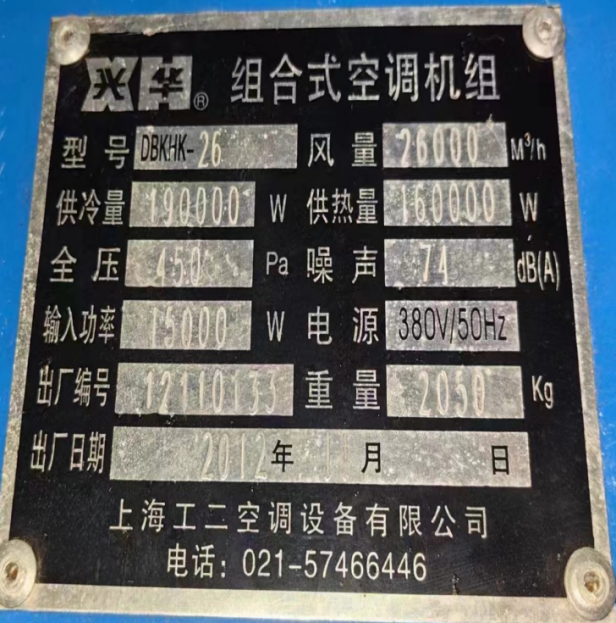 兴华® 组合式空调机组
型号 DBKHK-26 风量 26000 M³/h
供冷量 190000 W 供热量 160000 W
全压 450 Pa 噪声 74 dB(A)
输入功率 15000 W 电源 380V/50Hz
出厂编号 12110133 重量 2050 Kg
出厂日期 2012年11月 日
上海工二空调设备有限公司
电话：021-57466446